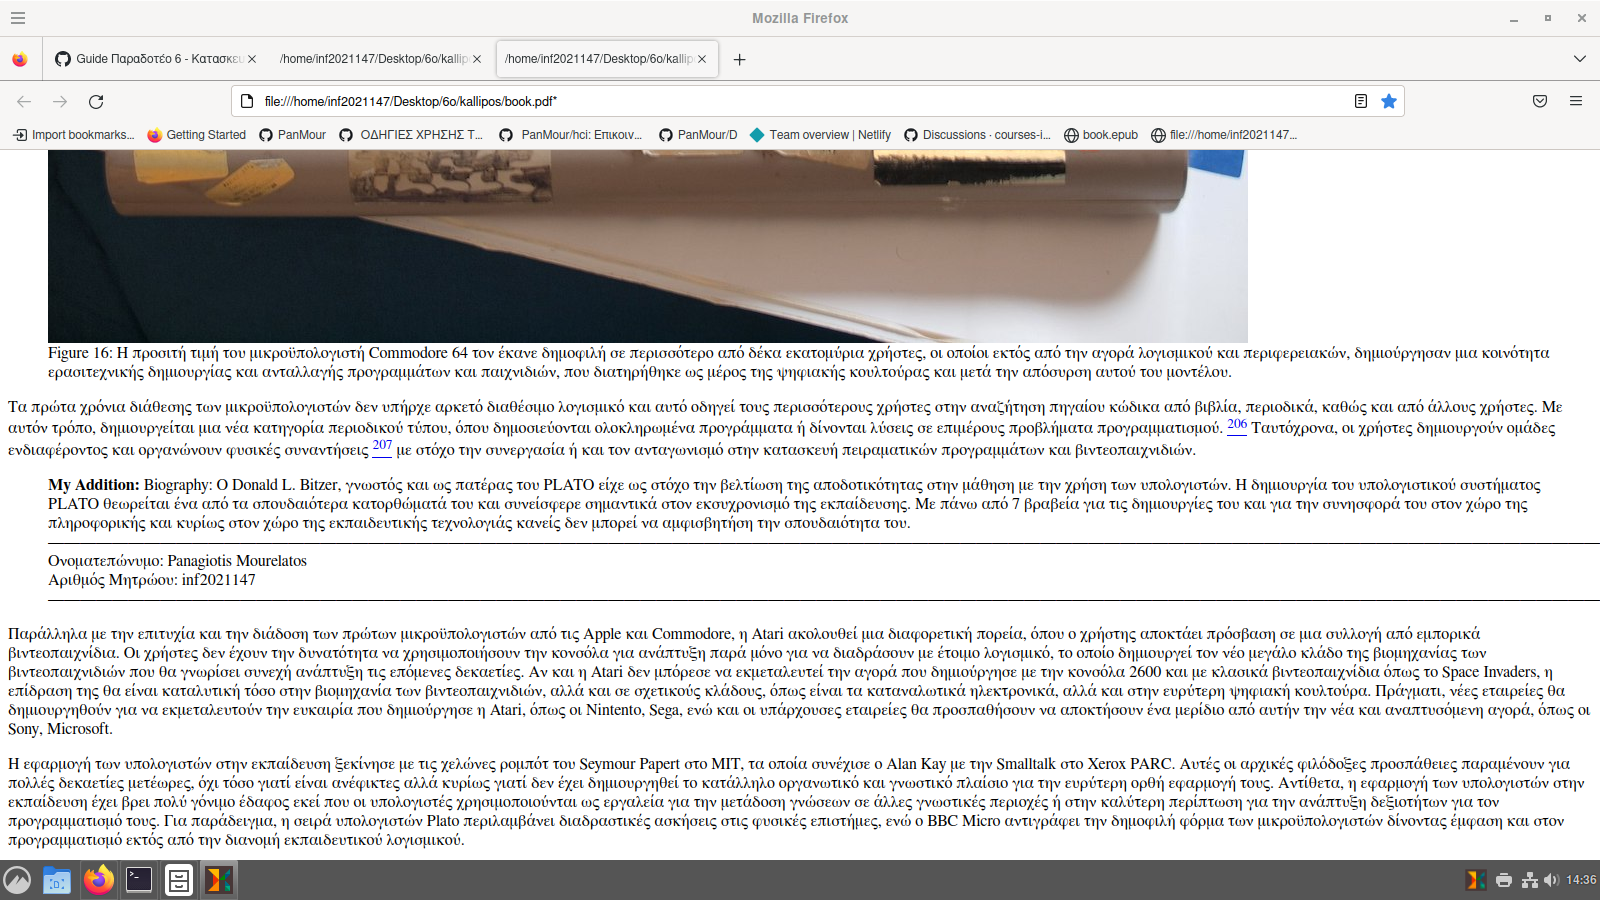 Mozilla Firefox
Guide Παραδοτέο 6 - Κατασκευ
/home/inf2021147/Desktop/6o/kallip
/home/inf2021147/Desktop/6o/kallip
file:///home/inf2021147/Desktop/6o/kallipos/book.pdf*
Import bookmarks...
Getting Started
PanMour
ΟΔΗΓΙΕΣ ΧΡΗΣΗΣ Τ...
PanMour/hci: Επικοιν...
PanMour/D
Team overview | Netlify
Discussions · courses-i...
book.epub
file:///home/inf2021147...
Figure 16: Η προσιτή τιμή του μικροϋπολογιστή Commodore 64 τον έκανε δημοφιλή σε περισσότερο από δέκα εκατομύρια χρήστες, οι οποίοι εκτός από την αγορά λογισμικού και περιφερειακών, δημιούργησαν μια κοινότητα
ερασιτεχνικής δημιουργίας και ανταλλαγής προγραμμάτων και παιχνιδιών, που διατηρήθηκε ως μέρος της ψηφιακής κουλτούρας και μετά την απόσυρση αυτού του μοντέλου.
Τα πρώτα χρόνια διάθεσης των μικροϋπολογιστών δεν υπήρχε αρκετό διαθέσιμο λογισμικό και αυτό οδηγεί τους περισσότερους χρήστες στην αναζήτηση πηγαίου κώδικα από βιβλία, περιοδικά, καθώς και από άλλους χρήστες. Με
αυτόν τρόπο, δημιουργείται μια νέα κατηγορία περιοδικού τύπου, όπου δημοσιεύονται ολοκληρωμένα προγράμματα ή δίνονται λύσεις σε επιμέρους προβλήματα προγραμματισμού. 206 Ταυτόχρονα, οι χρήστες δημιουργούν ομάδες
ενδιαφέροντος και οργανώνουν φυσικές συναντήσεις 207 με στόχο την συνεργασία ή και τον ανταγωνισμό στην κατασκευή πειραματικών προγραμμάτων και βιντεοπαιχνιδιών.
My Addition: Biography: Ο Donald L. Bitzer, γνωστός και ως πατέρας του PLATO είχε ως στόχο την βελτίωση της αποδοτικότητας στην μάθηση με την χρήση των υπολογιστών. Η δημιουργία του υπολογιστικού συστήματος
PLATO θεωρείται ένα από τα σπουδαιότερα κατορθώματά του και συνείσφερε σημαντικά στον εκσυχρονισμό της εκπαίδευσης. Με πάνω από 7 βραβεία για τις δημιουργίες του και για την συνησφορά του στον χώρο της
πληροφορικής και κυρίως στον χώρο της εκπαιδευτικής τεχνολογιάς κανείς δεν μπορεί να αμφισβητήση την σπουδαιότητα του.
Ονοματεπώνυμο: Panagiotis Mourelatos
Αριθμός Μητρώου: inf2021147
Παράλληλα με την επιτυχία και την διάδοση των πρώτων μικροϋπολογιστών από τις Apple και Commodore, η Atari ακολουθεί μια διαφορετική πορεία, όπου ο χρήστης αποκτάει πρόσβαση σε μια συλλογή από εμπορικά
βιντεοπαιχνίδια. Οι χρήστες δεν έχουν την δυνατότητα να χρησιμοποιήσουν την κονσόλα για ανάπτυξη παρά μόνο για να διαδράσουν με έτοιμο λογισμικό, το οποίο δημιουργεί τον νέο μεγάλο κλάδο της βιομηχανίας των
βιντεοπαιχνιδιών που θα γνωρίσει συνεχή ανάπτυξη τις επόμενες δεκαετίες. Αν και η Atari δεν μπόρεσε να εκμεταλευτεί την αγορά που δημιούργησε με την κονσόλα 2600 και με κλασικά βιντεοπαιχνίδια όπως το Space Invaders, η
επίδραση της θα είναι καταλυτική τόσο στην βιομηχανία των βιντεοπαιχνιδιών, αλλά και σε σχετικούς κλάδους, όπως είναι τα καταναλωτικά ηλεκτρονικά, αλλά και στην ευρύτερη ψηφιακή κουλτούρα. Πράγματι, νέες εταιρείες θα
δημιουργηθούν για να εκμεταλευτούν την ευκαιρία που δημιούργησε η Atari, όπως οι Nintento, Sega, ενώ και οι υπάρχουσες εταιρείες θα προσπαθήσουν να αποκτήσουν ένα μερίδιο από αυτήν την νέα και αναπτυσόμενη αγορά, όπως οι
Sony, Microsoft.
Η εφαρμογή των υπολογιστών στην εκπαίδευση ξεκίνησε με τις χελώνες ρομπότ του Seymour Papert στο MIT, τα οποία συνέχισε ο Alan Kay με την Smalltalk στο Xerox PARC. Αυτές οι αρχικές φιλόδοξες προσπάθειες παραμένουν για
πολλές δεκαετίες μετέωρες, όχι τόσο γιατί είναι ανέφικτες αλλά κυρίως γιατί δεν έχει δημιουργηθεί το κατάλληλο οργανωτικό και γνωστικό πλαίσιο για την ευρύτερη ορθή εφαρμογή τους. Αντίθετα, η εφαρμογή των υπολογιστών στην
εκπαίδευση έχει βρει πολύ γόνιμο έδαφος εκεί που οι υπολογιστές χρησιμοποιούνται ως εργαλεία για την μετάδοση γνώσεων σε άλλες γνωστικές περιοχές ή στην καλύτερη περίπτωση για την ανάπτυξη δεξιοτήτων για τον
προγραμματισμό τους. Για παράδειγμα, η σειρά υπολογιστών Plato περιλαμβάνει διαδραστικές ασκήσεις στις φυσικές επιστήμες, ενώ ο BBC Micro αντιγράφει την δημοφιλή φόρμα των μικροϋπολογιστών δίνοντας έμφαση και στον
προγραμματισμό εκτός από την διανομή εκπαιδευτικού λογισμικού.
14:36